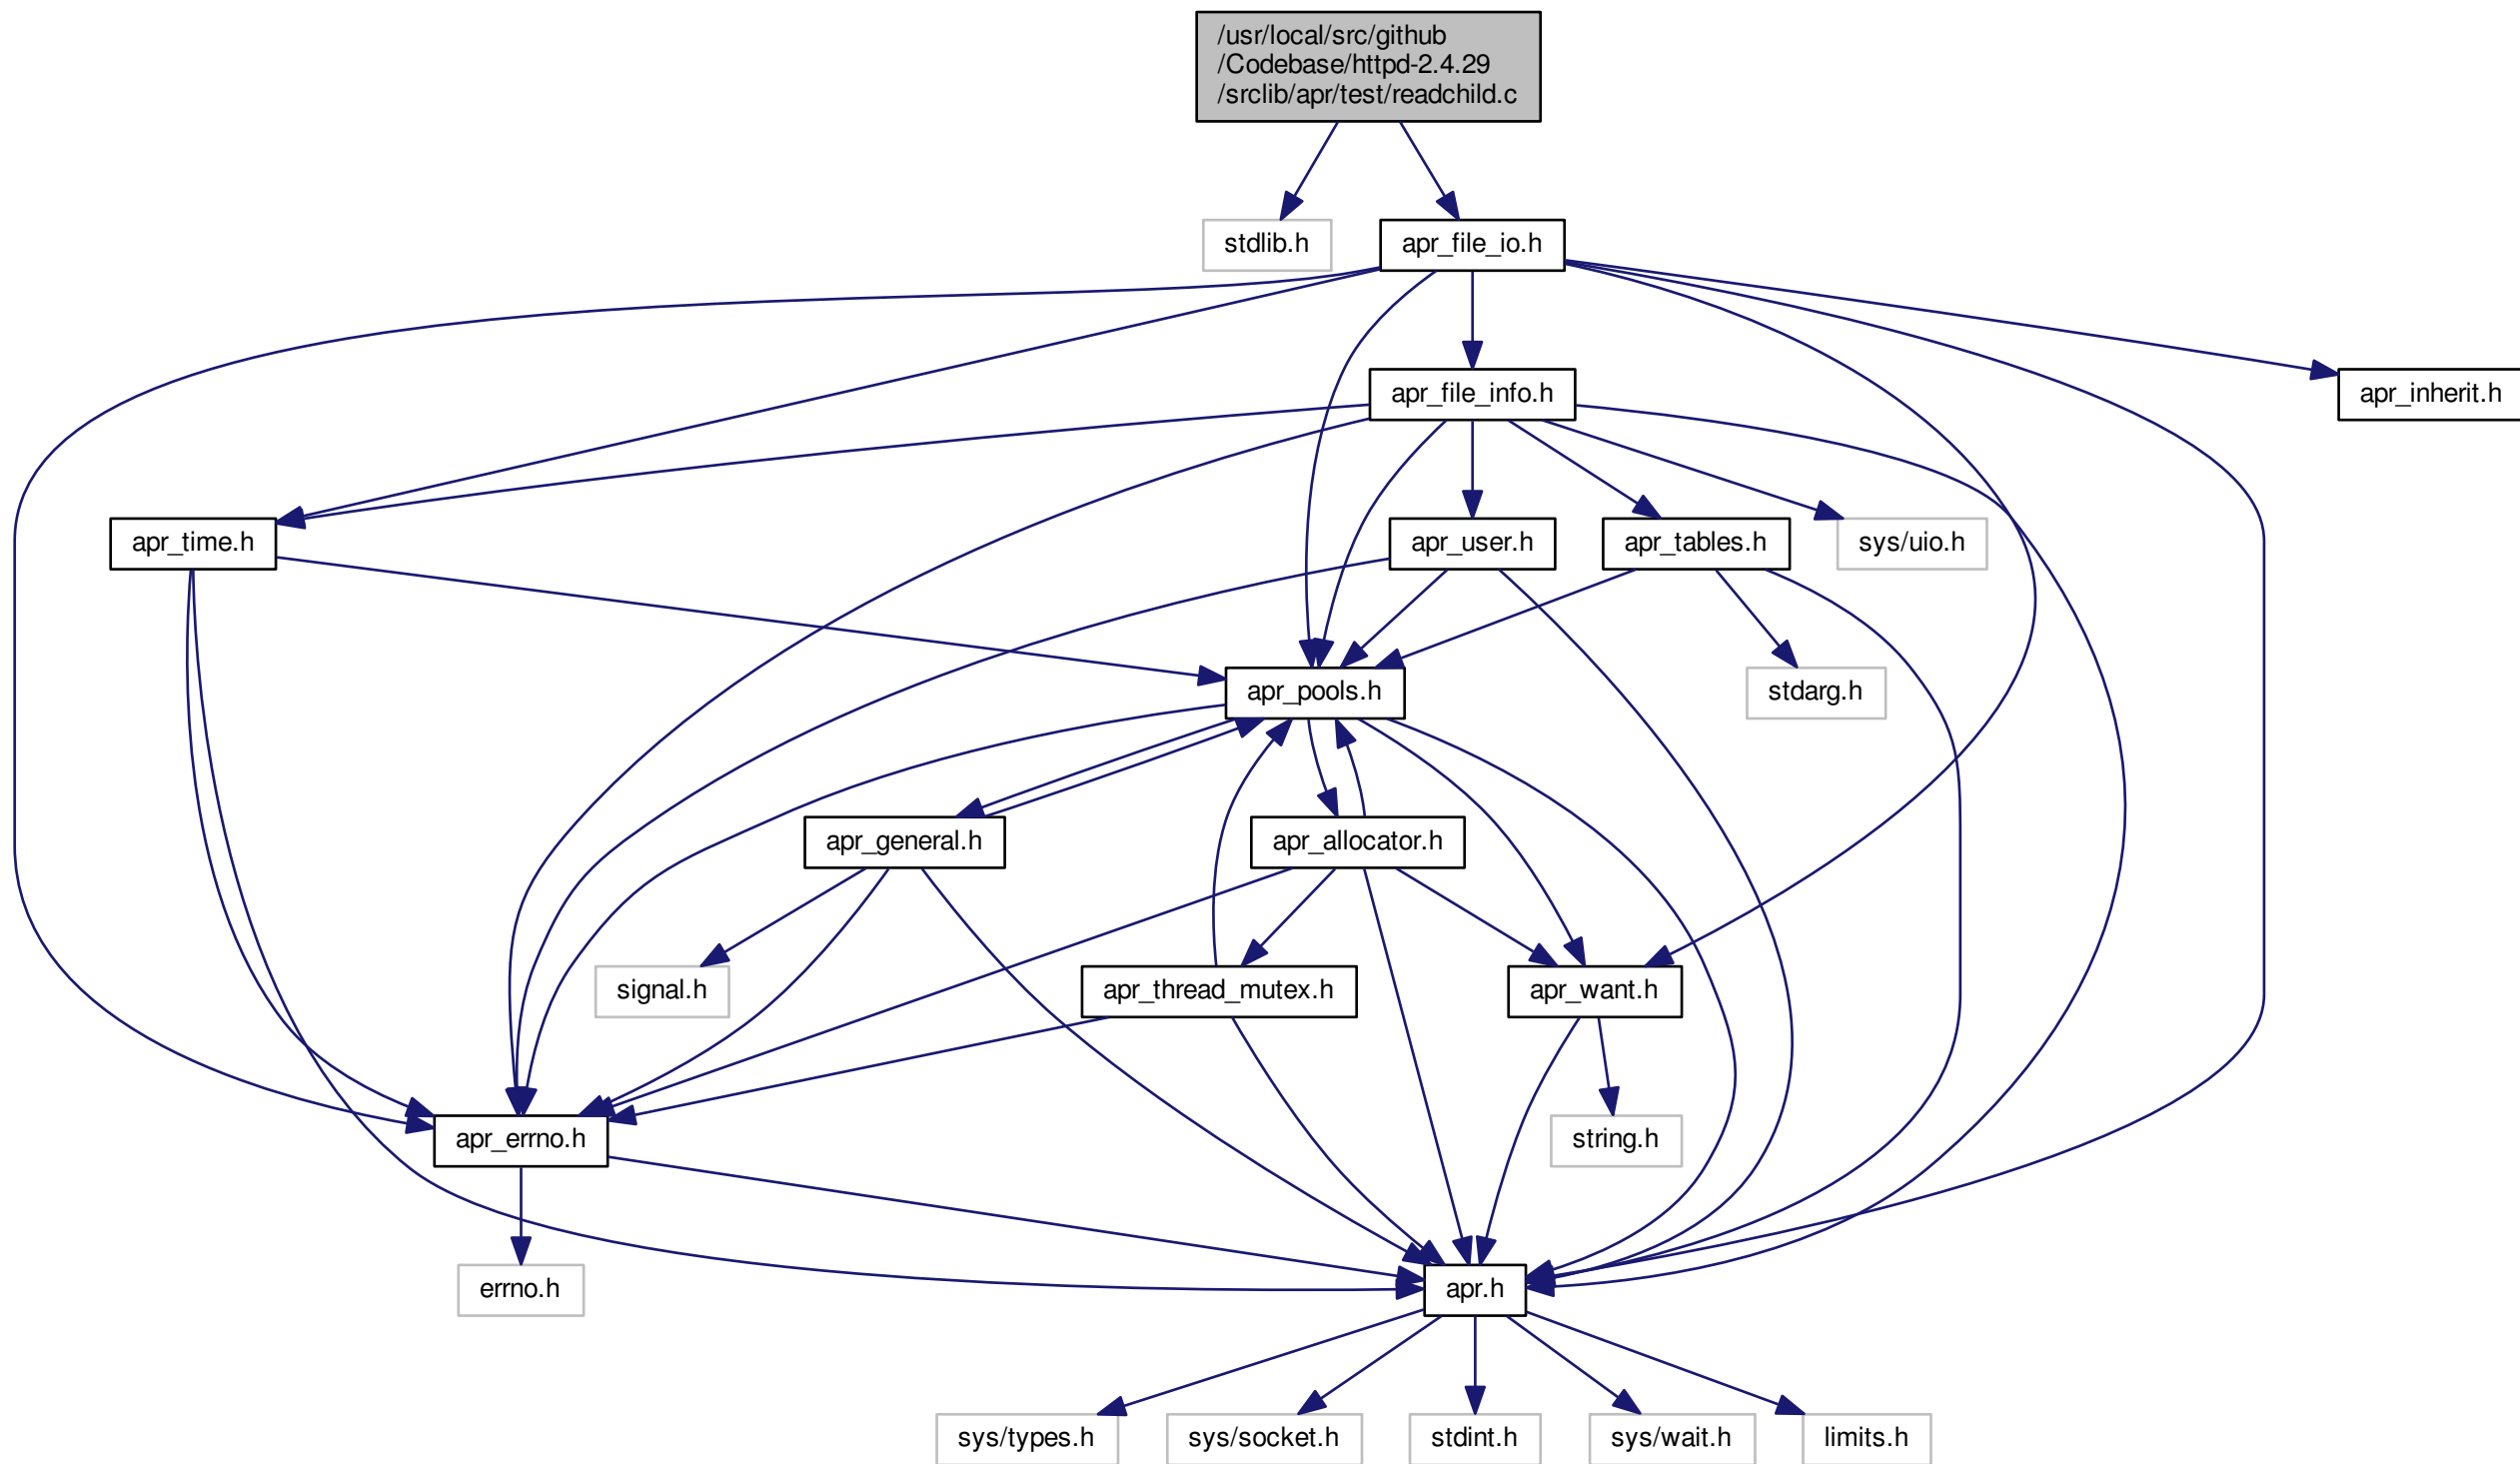 /usr/local/src/github
/Codebase/httpd-2.4.29
/srclib/apr/test/readchild.c
stdlib.h
apr_file_io.h
apr_file_info.h
apr_inherit.h
apr_time.h
apr_user.h
apr_tables.h
sys/uio.h
apr_pools.h
stdarg.h
apr_general.h
apr_allocator.h
signal.h
apr_thread_mutex.h
apr_want.h
apr_errno.h
string.h
errno.h
apr.h
sys/types.h
sys/socket.h
stdint.h
sys/wait.h
limits.h